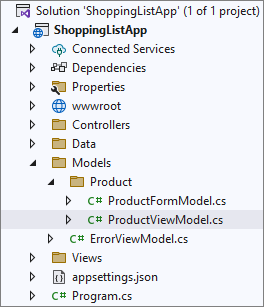 Solution 'ShoppingListApp' (1 of 1 project)
ShoppingListApp
Connected Services
Dependencies
Properties
wwwroot
Controllers
Data
Models
Product
C# ProductFormModel.cs
C# ProductViewModel.cs
C# ErrorViewModel.cs
Views
appsettings.json
C# Program.cs